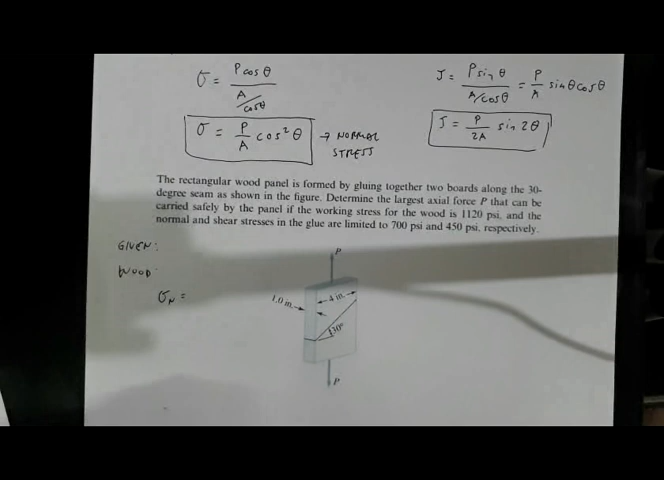 σ = P cos θ / A/cos θ
J = P sin θ / A/cos θ = P/A sin θ cos θ
σ = P/A cos² θ → NORMAL STRESS
J = P/2A sin 2θ
The rectangular wood panel is formed by gluing together two boards along the 30-
degree seam as shown in the figure. Determine the largest axial force P that can be
carried safely by the panel if the working stress for the wood is 1120 psi, and the
normal and shear stresses in the glue are limited to 700 psi and 450 psi, respectively.
GIVEN:
WOOD
σN =
P
1.0 in.
4 in.
30°
P